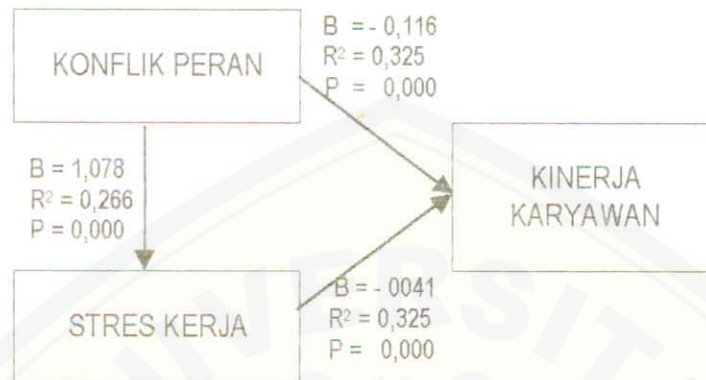 KONFLIK PERAN
B = - 0,116
R² = 0,325
P = 0,000
B = 1,078
R² = 0,266
P = 0,000
KINERJA
KARYAWAN
STRES KERJA
B = - 0041
R² = 0,325
P = 0,000